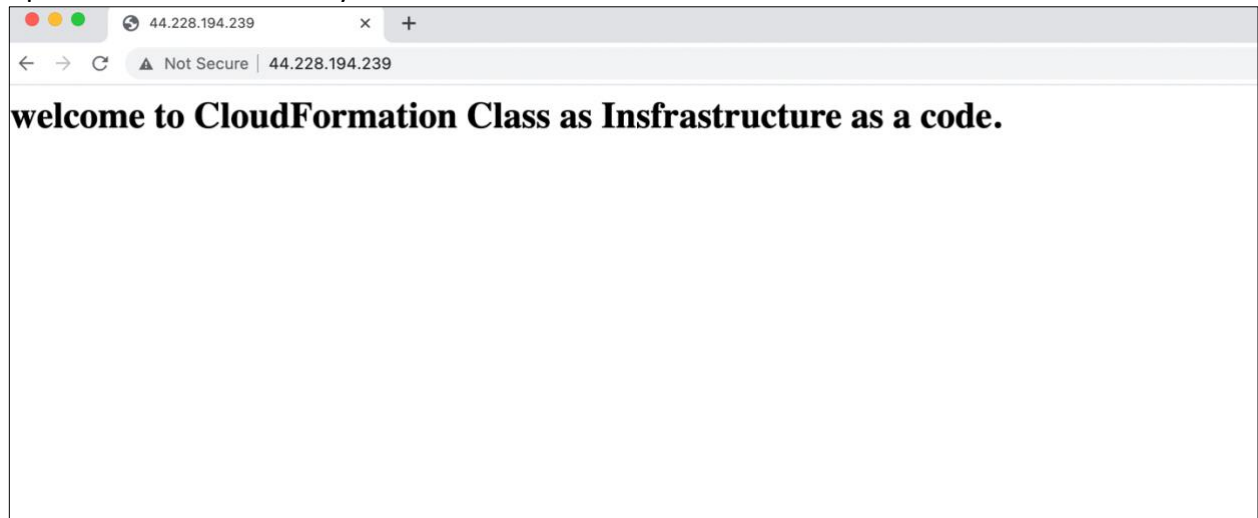 44.228.194.239
Not Secure | 44.228.194.239
welcome to CloudFormation Class as Insfrastructure as a code.